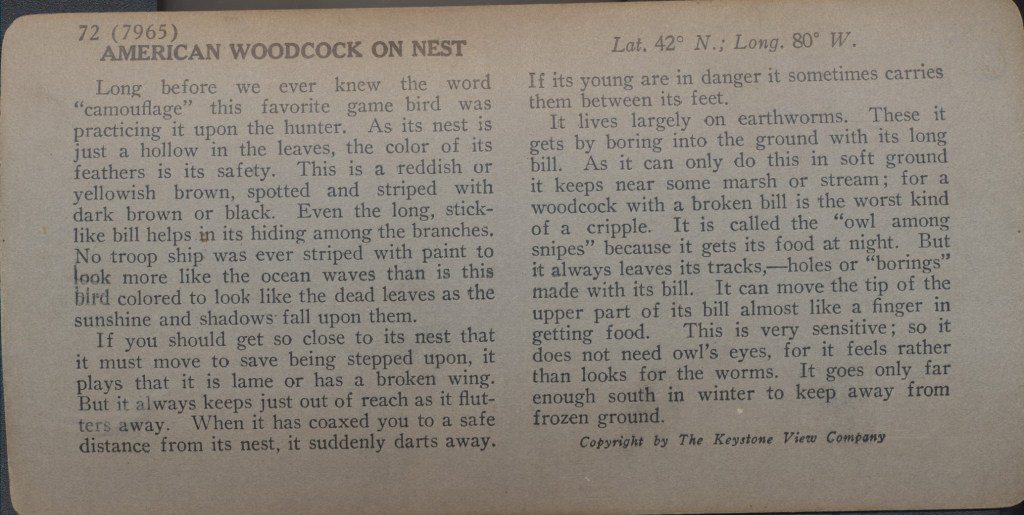 72 (7965)
AMERICAN WOODCOCK ON NEST
Long before we ever knew the word
"camouflage" this favorite game bird was
practicing it upon the hunter. As its nest is
just a hollow in the leaves, the color of its
feathers is its safety. This is a reddish or
yellowish brown, spotted and striped with
dark brown or black. Even the long, stick-
like bill helps in its hiding among the branches.
No troop ship was ever striped with paint to
look more like the ocean waves than is this
bird colored to look like the dead leaves as the
sunshine and shadows fall upon them.
If you should get so close to its nest that
it must move to save being stepped upon, it
plays that it is lame or has a broken wing.
But it always keeps just out of reach as it flut-
ters away. When it has coaxed you to a safe
distance from its nest, it suddenly darts away.
Lat. 42° N.; Long. 80° W.
If its young are in danger it sometimes carries
them between its feet.
It lives largely on earthworms. These it
gets by boring into the ground with its long
bill. As it can only do this in soft ground
it keeps near some marsh or stream; for a
woodcock with a broken bill is the worst kind
of a cripple. It is called the "owl among
snipes" because it gets its food at night. But
it always leaves its tracks,—holes or "borings"
made with its bill. It can move the tip of the
upper part of its bill almost like a finger in
getting food. This is very sensitive; so it
does not need owl's eyes, for it feels rather
than looks for the worms. It goes only far
enough south in winter to keep away from
frozen ground.
Copyright by The Keystone View Company